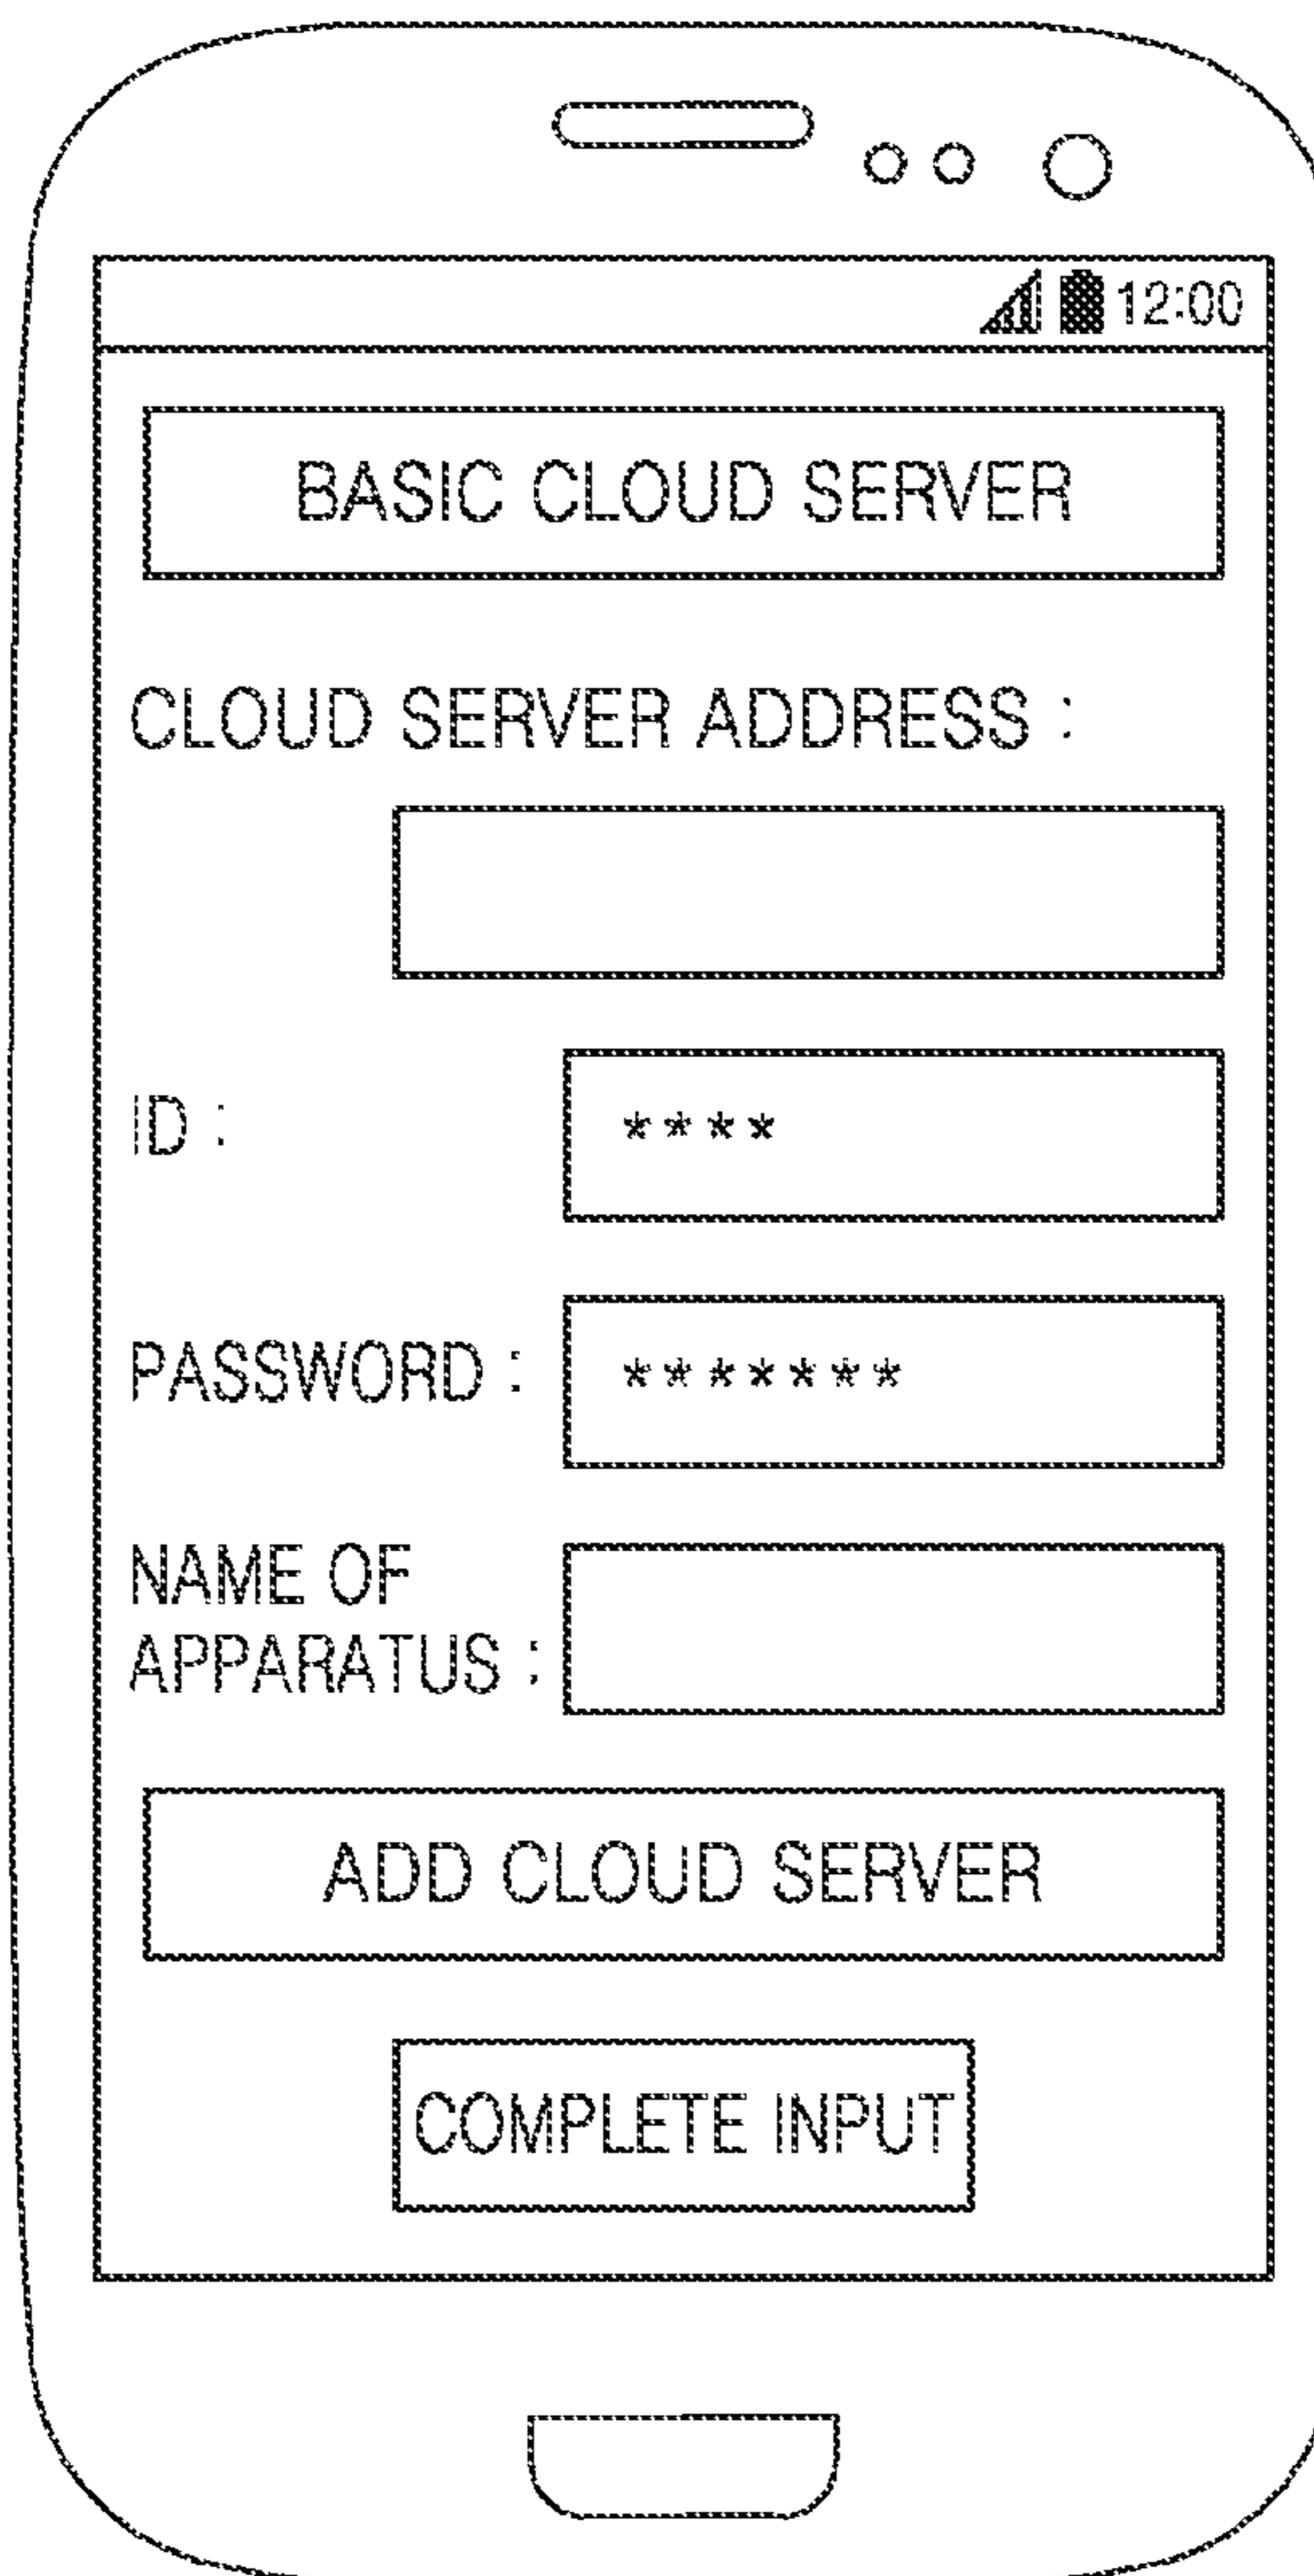 12:00
BASIC CLOUD SERVER
CLOUD SERVER ADDRESS :
ID : ****
PASSWORD : *******
NAME OF
APPARATUS :
ADD CLOUD SERVER
COMPLETE INPUT